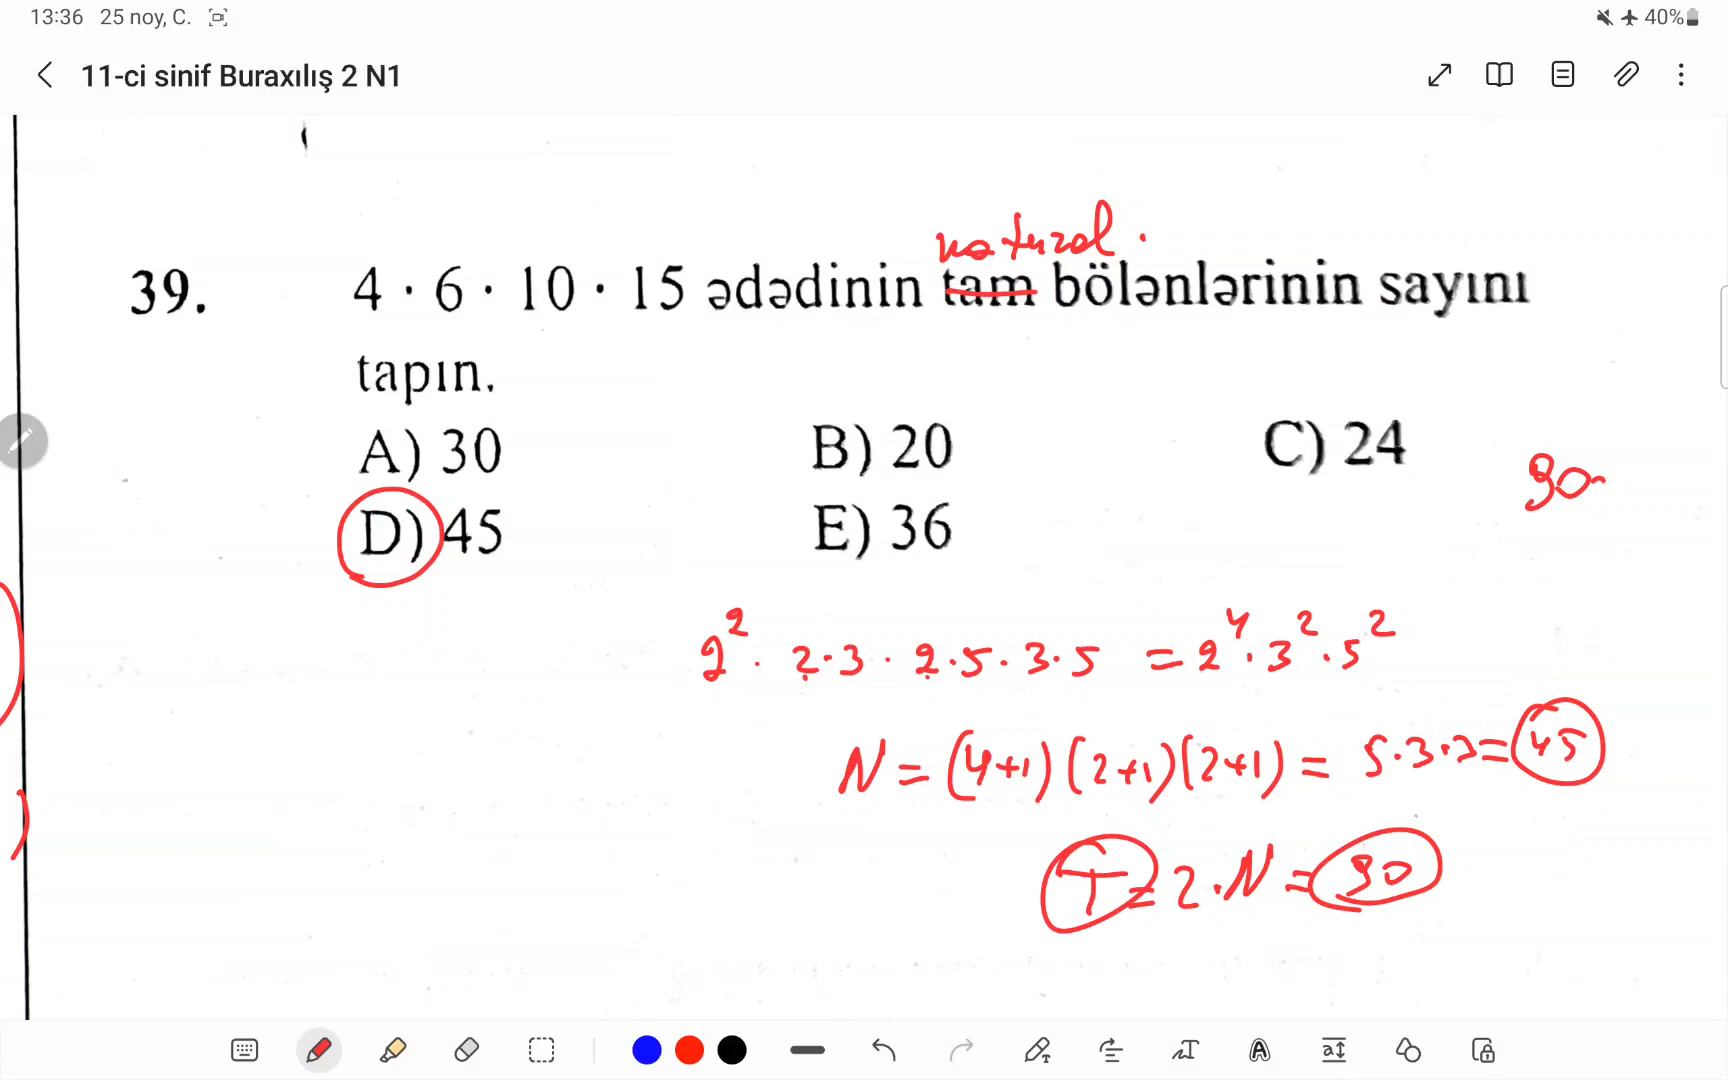 13:36 25 noy, C. 40%
11-ci sinif Buraxılış 2 N1
natural.
39. 4 · 6 · 10 · 15 ədədinin tam bölənlərinin sayını
tapın.
A) 30 B) 20 C) 24
90
D) 45 E) 36
2² · 2·3 · 2·5·3·5 = 2⁴·3²·5²
N = (4+1)(2+1)(2+1) = 5·3·3=45
T = 2·N = 90